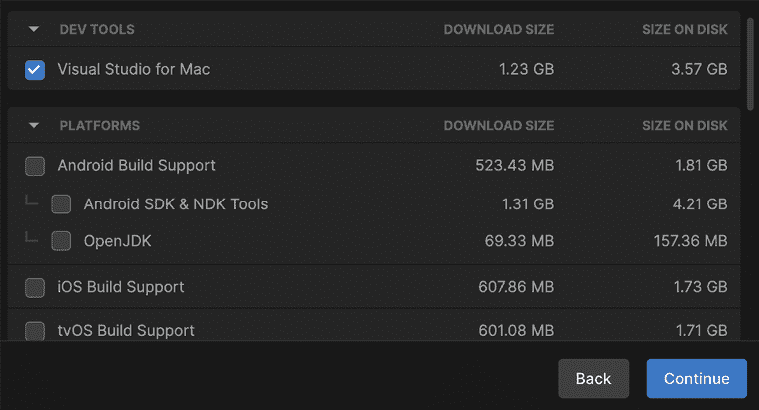 DEV TOOLS DOWNLOAD SIZE SIZE ON DISK
Visual Studio for Mac 1.23 GB 3.57 GB
PLATFORMS DOWNLOAD SIZE SIZE ON DISK
Android Build Support 523.43 MB 1.81 GB
Android SDK & NDK Tools 1.31 GB 4.21 GB
OpenJDK 69.33 MB 157.36 MB
iOS Build Support 607.86 MB 1.73 GB
tvOS Build Support 601.08 MB 1.71 GB
Back Continue